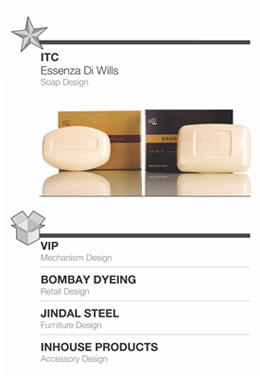 ITC
Essenza Di Wills
Soap Design
VIP
Mechanism Design
BOMBAY DYEING
Retail Design
JINDAL STEEL
Furniture Design
INHOUSE PRODUCTS
Accessory Design